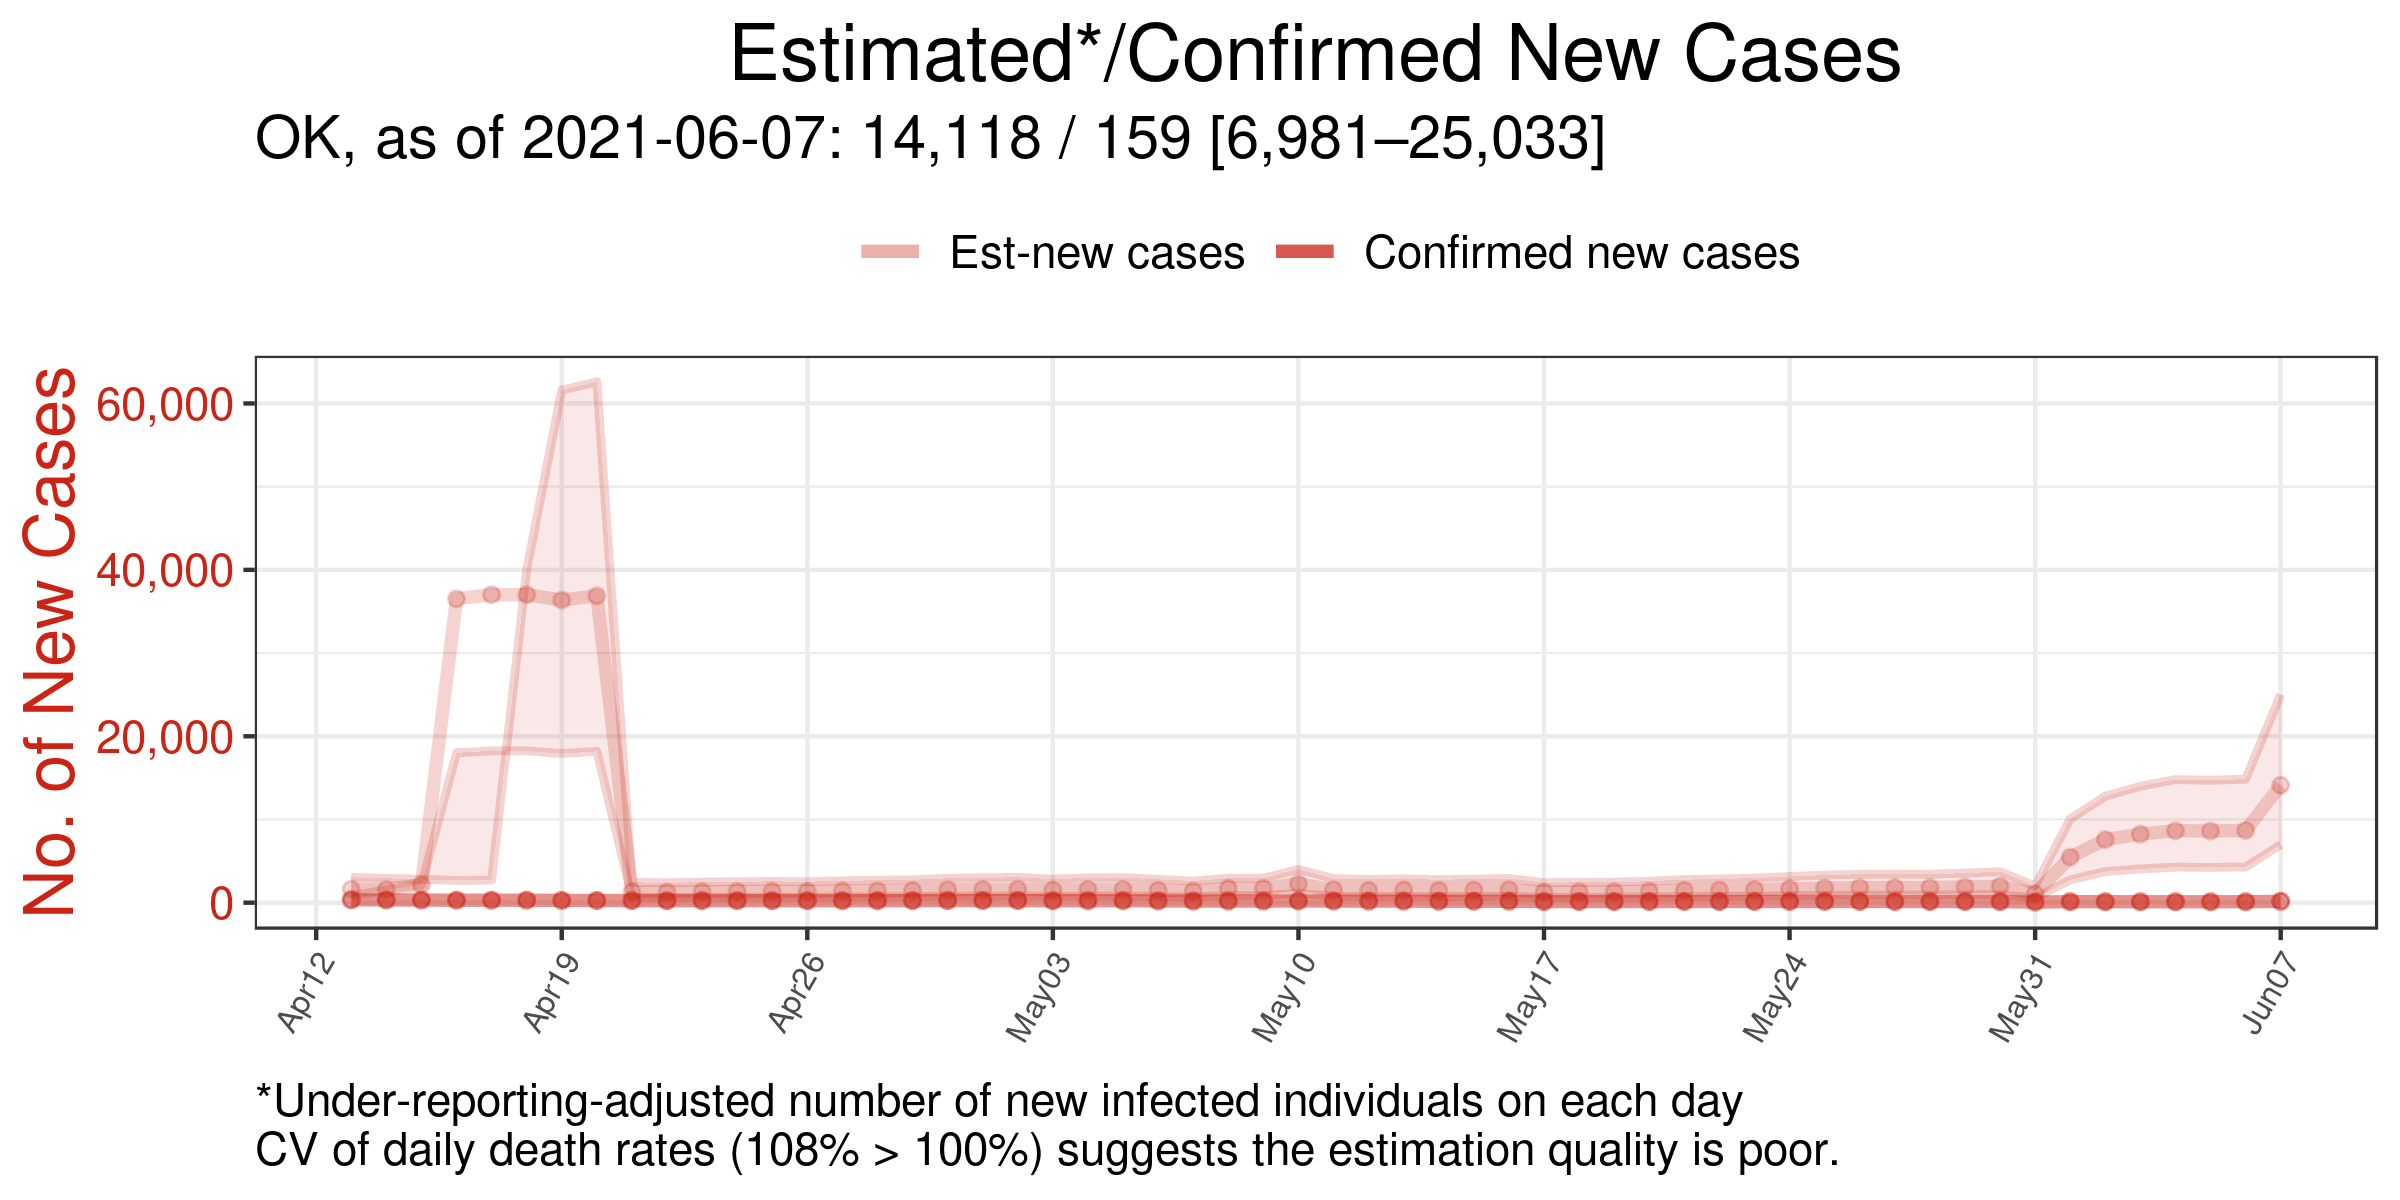 Estimated*/Confirmed New Cases
OK, as of 2021-06-07: 14,118 / 159 [6,981–25,033]
Est-new cases Confirmed new cases
No. of New Cases
60,000
40,000
20,000
0
Apr12 Apr19 Apr26 May03 May10 May17 May24 May31 Jun07
*Under-reporting-adjusted number of new infected individuals on each day
CV of daily death rates (108% > 100%) suggests the estimation quality is poor.